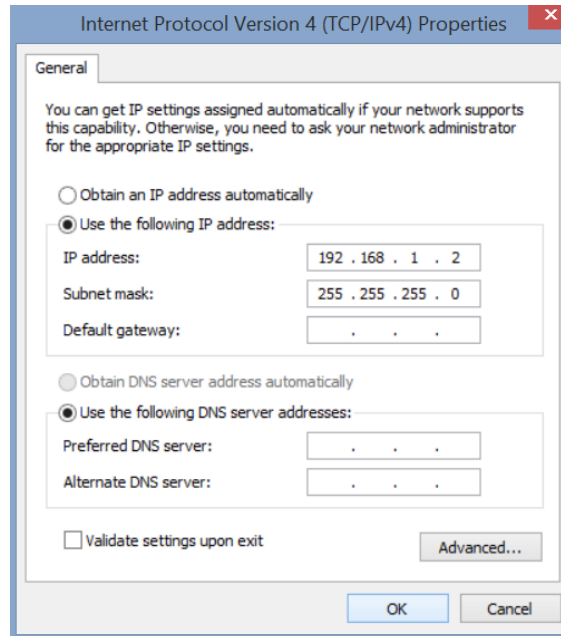 Internet Protocol Version 4 (TCP/IPv4) Properties
General
You can get IP settings assigned automatically if your network supports
this capability. Otherwise, you need to ask your network administrator
for the appropriate IP settings.
Obtain an IP address automatically
Use the following IP address:
IP address: 192 . 168 . 1 . 2
Subnet mask: 255 . 255 . 255 . 0
Default gateway: . . .
Obtain DNS server address automatically
Use the following DNS server addresses:
Preferred DNS server: . . .
Alternate DNS server: . . .
Validate settings upon exit
Advanced...
OK Cancel